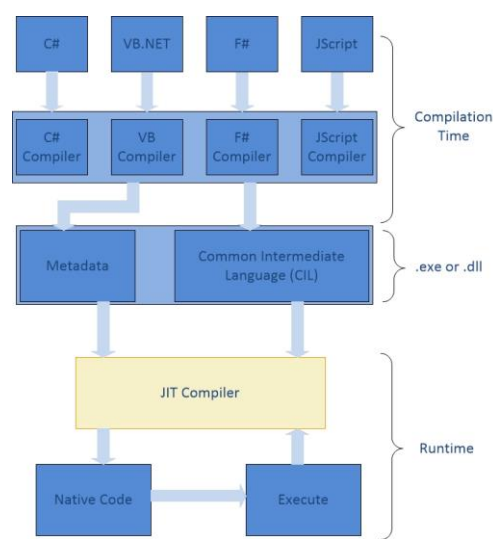 C#
VB.NET
F#
JScript
Compilation
Time
C#
Compiler
VB
Compiler
F#
Compiler
JScript
Compiler
Metadata
Common Intermediate
Language (CIL)
.exe or .dll
JIT Compiler
Runtime
Native Code
Execute